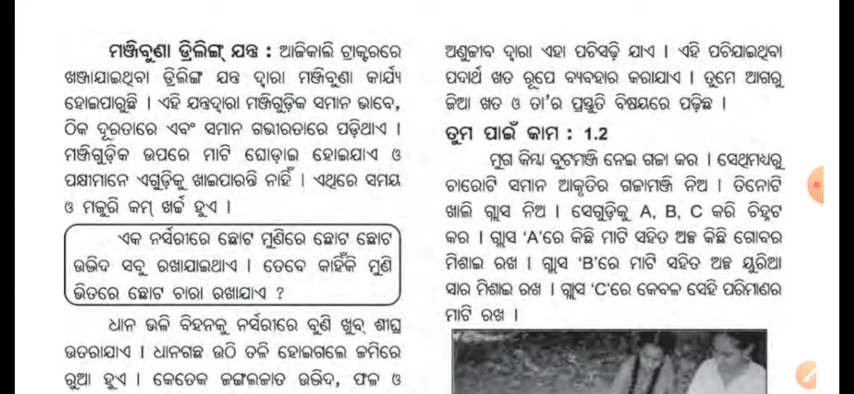 ମଞ୍ଜିବୁଣା ଡ୍ରିଲିଙ୍ଗ୍ ଯନ୍ତ୍ର : ଆଜିକାଲି ଟ୍ରାକ୍ଟରରେ
ଖଞ୍ଜାଯାଇଥିବା ଡ୍ରିଲିଙ୍ଗ ଯନ୍ତ୍ର ଦ୍ୱାରା ମଞ୍ଜିବୁଣା କାର୍ଯ୍ୟ
ହୋଇପାରୁଛି । ଏହି ଯନ୍ତ୍ରଦ୍ୱାରା ମଞ୍ଜିଗୁଡ଼ିକ ସମାନ ଭାବେ,
ଠିକ ଦୂରତାରେ ଏବଂ ସମାନ ଗଭୀରତାରେ ପଡ଼ିଥାଏ ।
ମଞ୍ଜିଗୁଡ଼ିକ ଉପରେ ମାଟି ଘୋଡ଼ାଇ ହୋଇଯାଏ ଓ
ପକ୍ଷୀମାନେ ଏଗୁଡ଼ିକୁ ଖାଇପାରନ୍ତି ନାହିଁ । ଏଥିରେ ସମୟ
ଓ ମଜୁରି କମ୍ ଖର୍ଚ୍ଚ ହୁଏ ।
ଏକ ନର୍ସରୀରେ ଛୋଟ ମୁଣିରେ ଛୋଟ ଛୋଟ
ଉଦ୍ଭିଦ ସବୁ ରଖାଯାଇଥାଏ । ତେବେ କାହିଁକି ମୁଣି
ଭିତରେ ଛୋଟ ଚାରା ରଖାଯାଏ ?
ଧାନ ଭଳି ବିହନକୁ ନର୍ସରୀରେ ବୁଣି ଖୁବ୍ ଶୀଘ୍ର
ଉତରାଯାଏ । ଧାନଗଛ ଉଠି ତଳି ହୋଇଗଲେ ଜମିରେ
ରୁଆ ହୁଏ । କେତେକ ଜଙ୍ଗଲଜାତ ଉଦ୍ଭିଦ, ଫଳ ଓ
ଅଣୁଜୀବ ଦ୍ୱାରା ଏହା ପଚିସଢ଼ି ଯାଏ । ଏହି ପଚିଯାଇଥିବା
ପଦାର୍ଥ ଖତ ରୂପେ ବ୍ୟବହାର କରାଯାଏ । ତୁମେ ଆଗରୁ
ଜିଆ ଖତ ଓ ତା'ର ପ୍ରସ୍ତୁତି ବିଷୟରେ ପଢ଼ିଛ ।
ତୁମ ପାଇଁ କାମ : 1.2
ମୁଗ କିମ୍ବା ବୁଟମଞ୍ଜି ନେଇ ଗଜା କର । ସେଥିମଧ୍ୟରୁ
ଚାରୋଟି ସମାନ ଆକୃତିର ଗଜାମଞ୍ଜି ନିଅ । ତିନୋଟି
ଖାଲି ଗ୍ଲାସ ନିଅ । ସେଗୁଡ଼ିକୁ A, B, C କରି ଚିହ୍ନଟ
କର । ଗ୍ଲାସ 'A'ରେ କିଛି ମାଟି ସହିତ ଅଳ୍ପ କିଛି ଗୋବର
ମିଶାଇ ରଖ । ଗ୍ଲାସ 'B'ରେ ମାଟି ସହିତ ଅଳ୍ପ ୟୁରିଆ
ସାର ମିଶାଇ ରଖ । ଗ୍ଲାସ 'C'ରେ କେବଳ ସେହି ପରିମାଣର
ମାଟି ରଖ ।